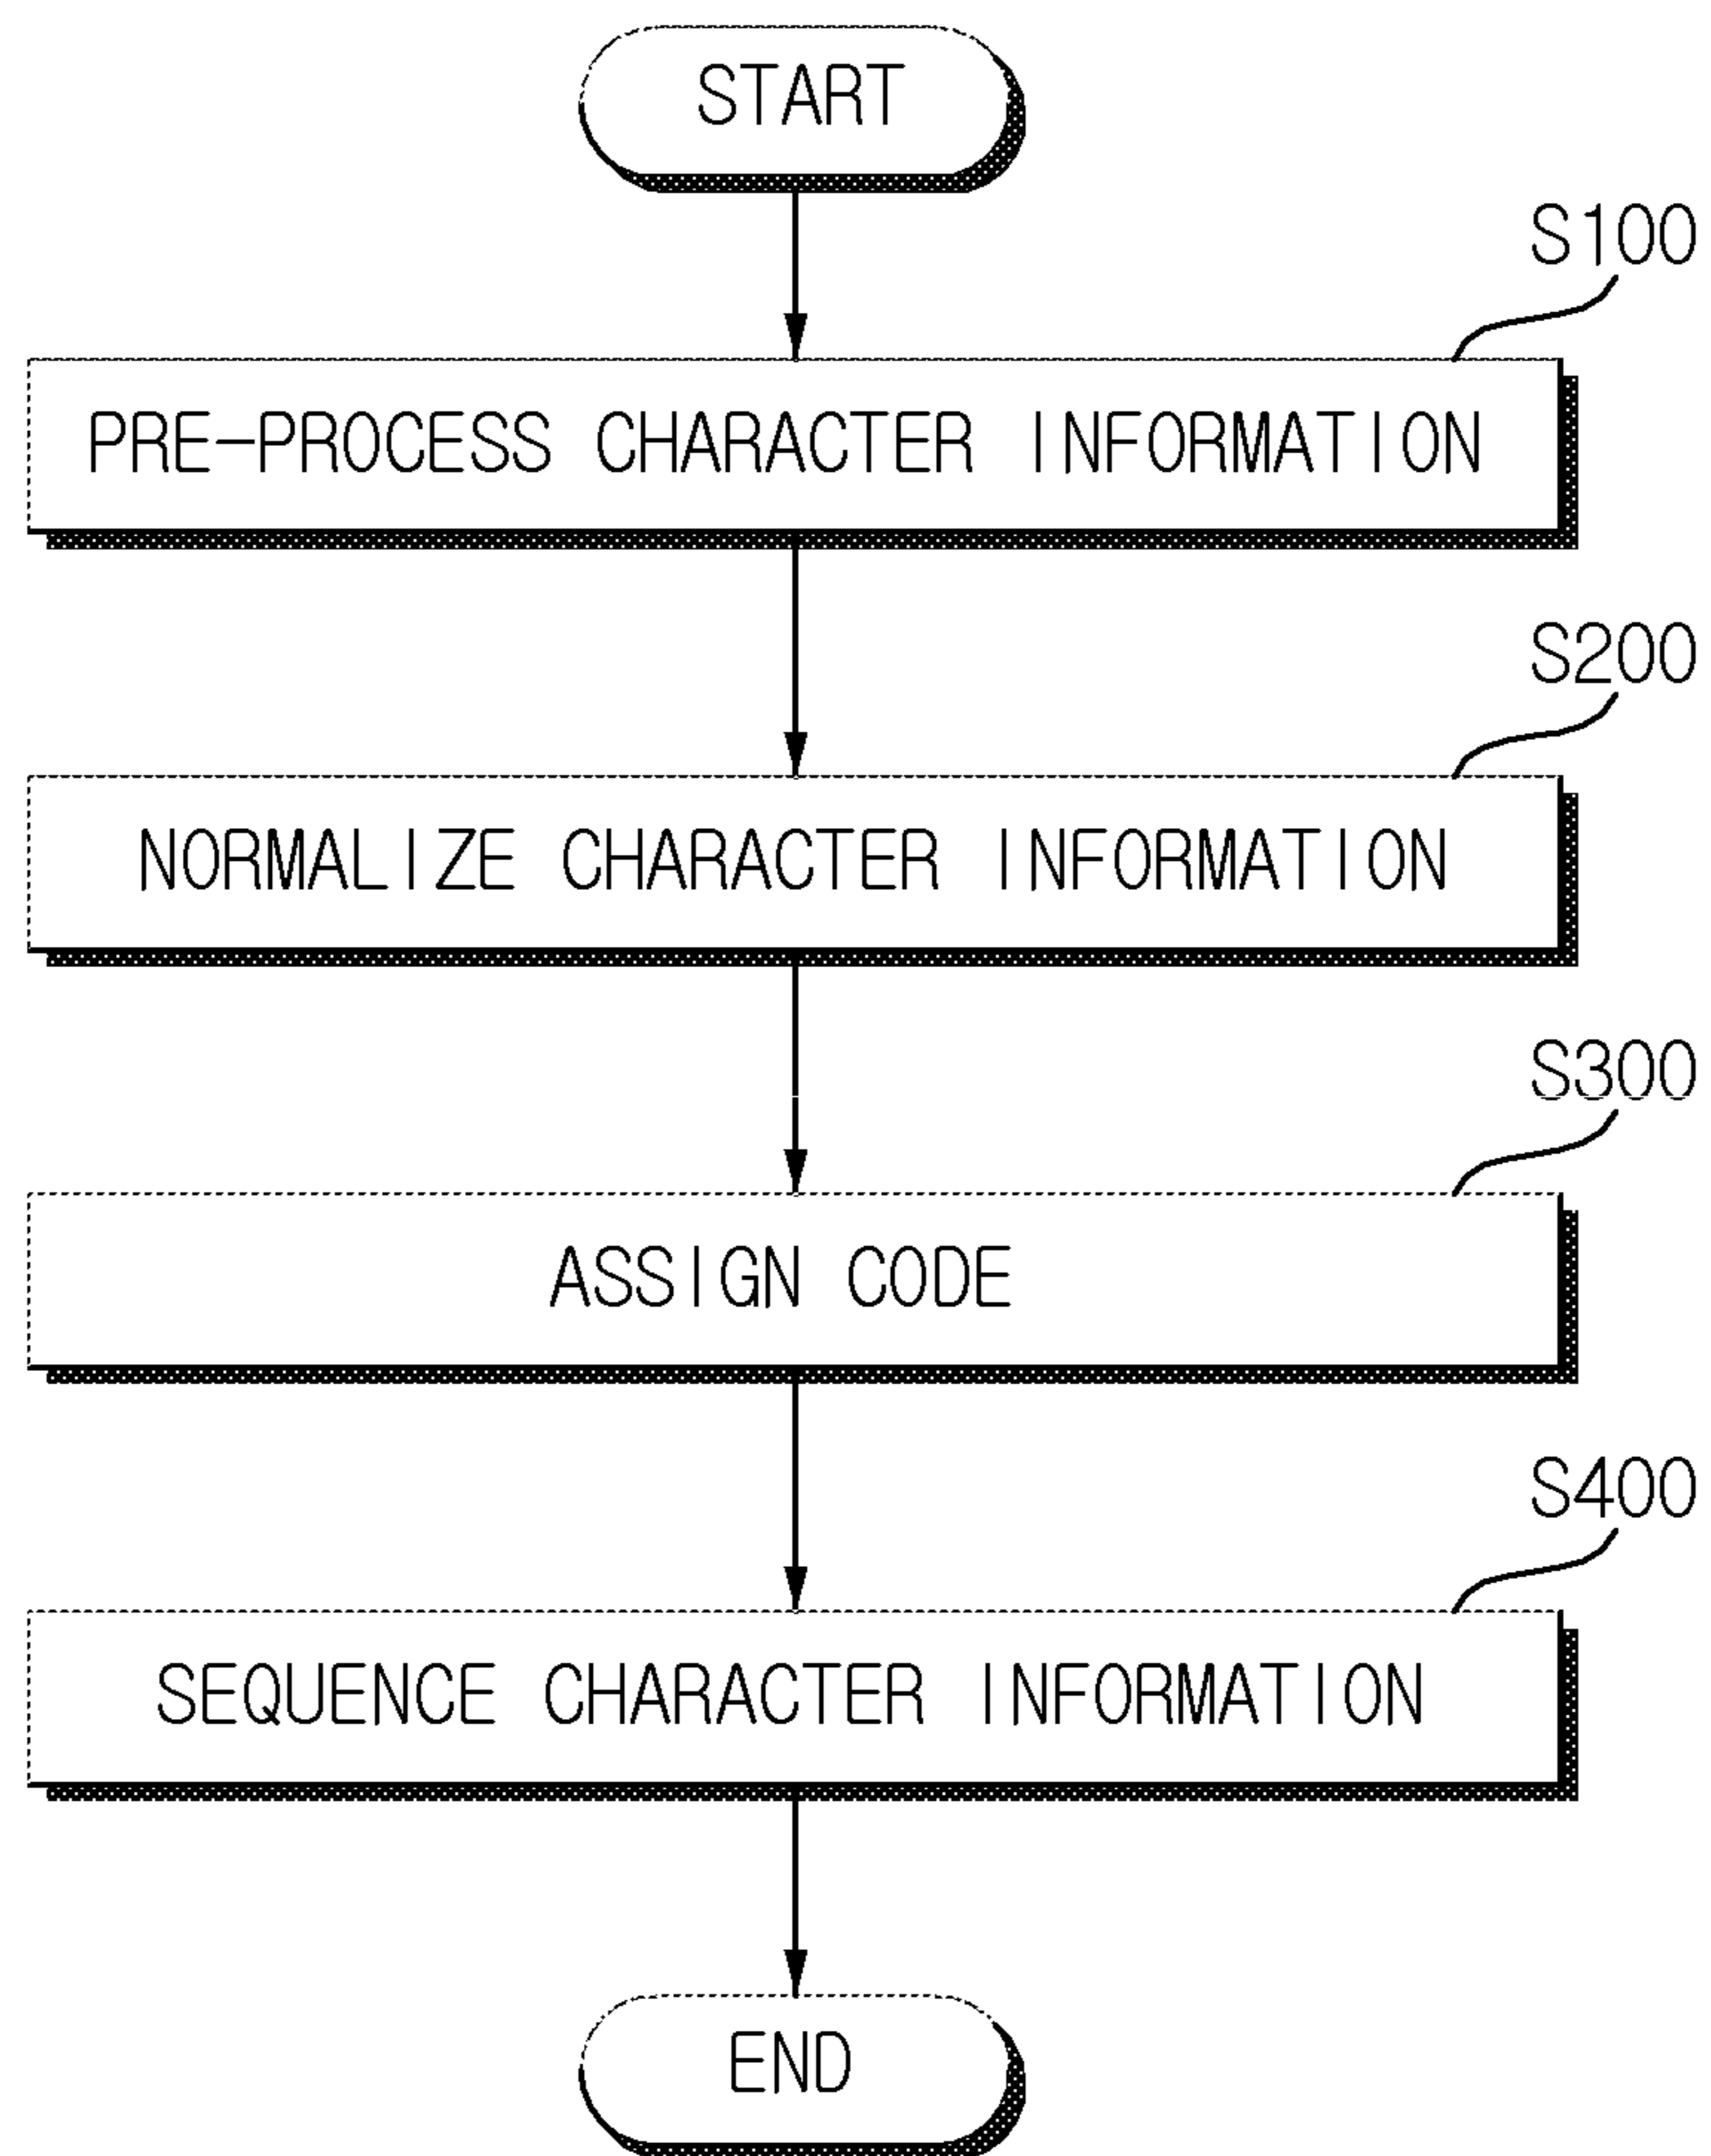 START
S100
PRE-PROCESS CHARACTER INFORMATION
S200
NORMALIZE CHARACTER INFORMATION
S300
ASSIGN CODE
S400
SEQUENCE CHARACTER INFORMATION
END